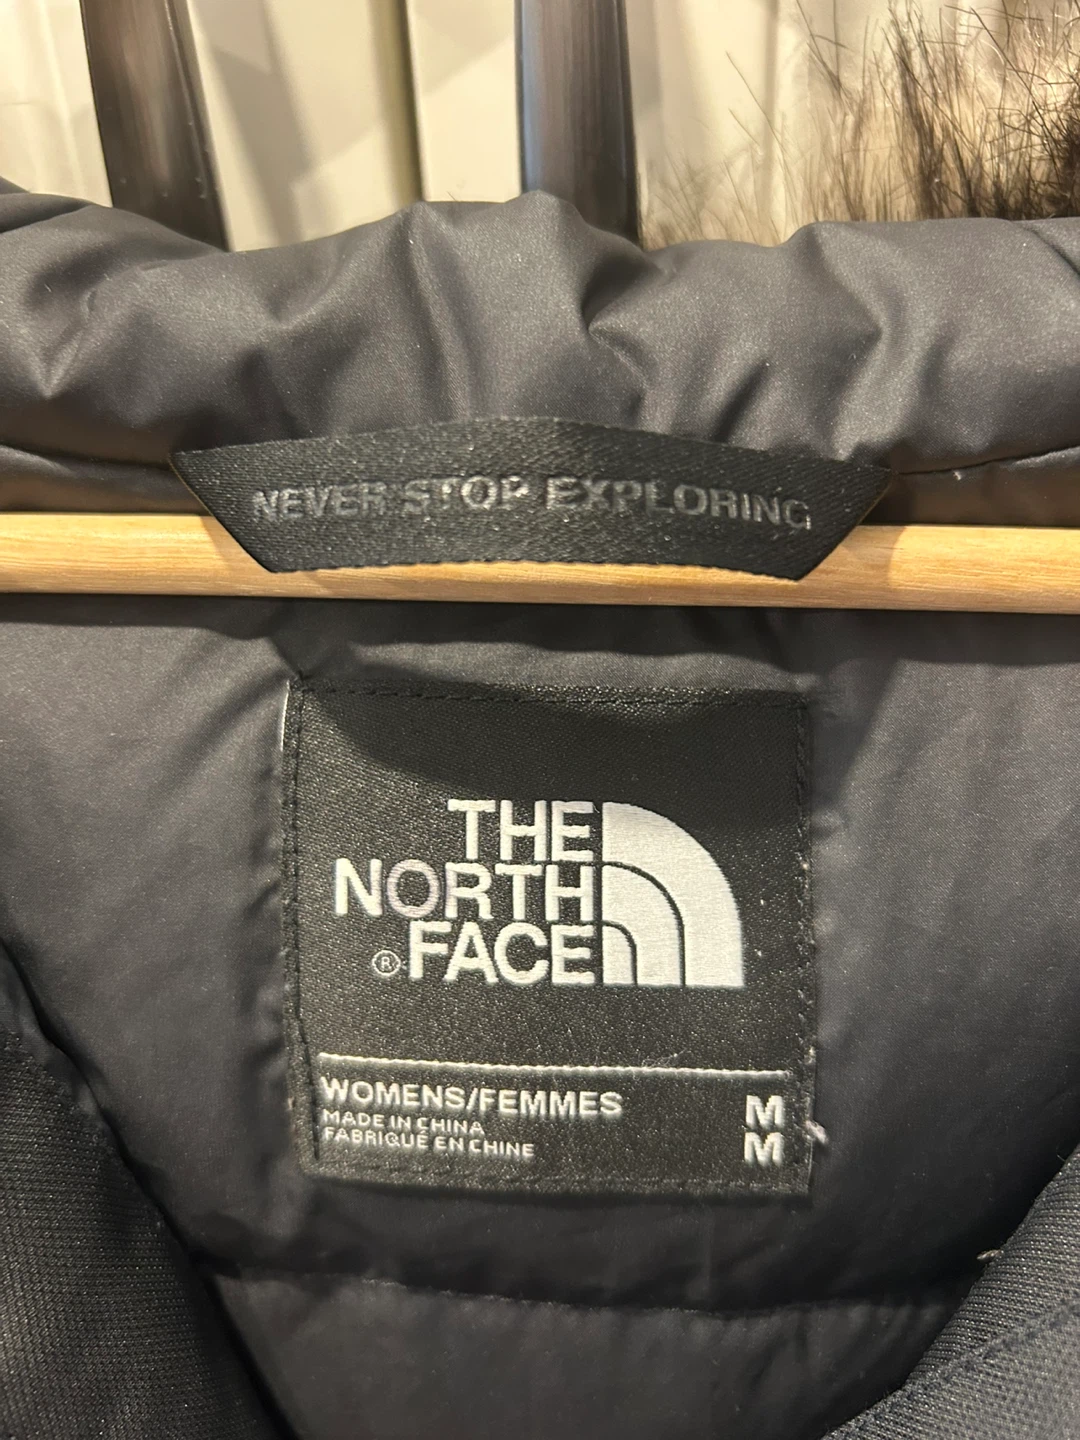 NEVER STOP EXPLORING
THE
NORTH
® FACE
WOMENS/FEMMES M
MADE IN CHINA
FABRIQUÉ EN CHINE M